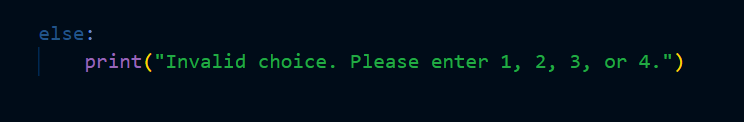 else:
    print("Invalid choice. Please enter 1, 2, 3, or 4.")